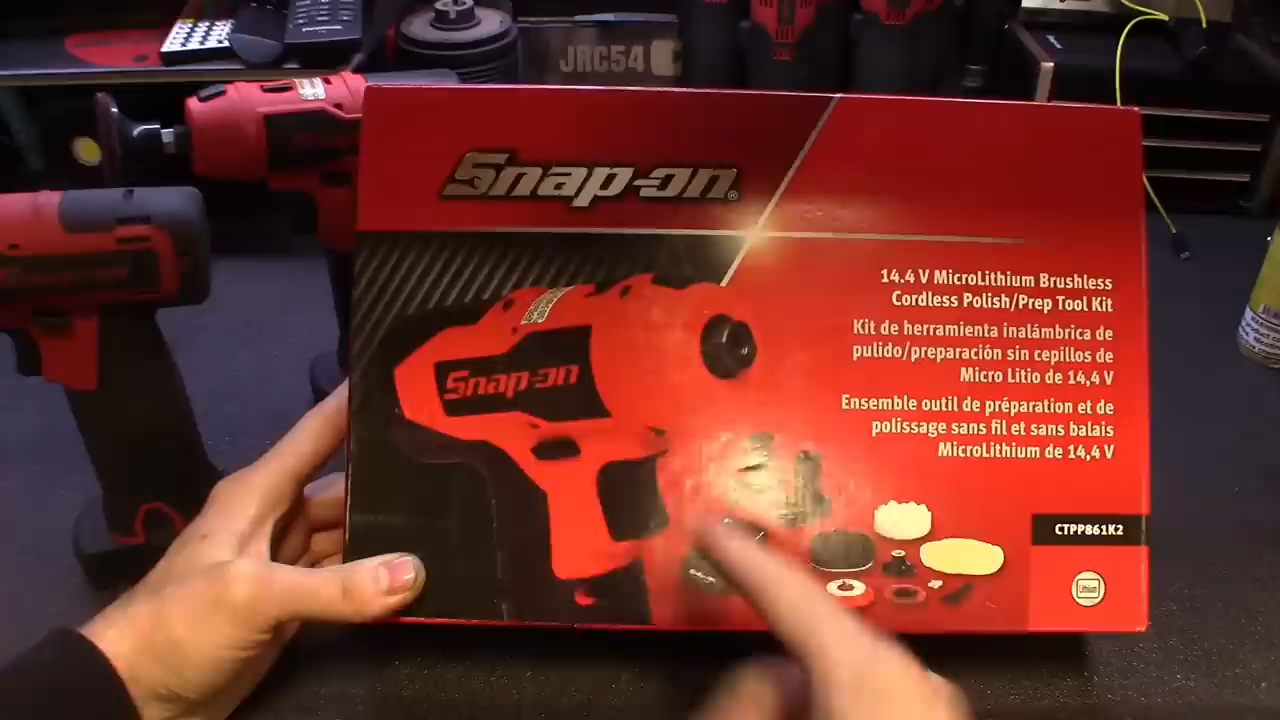 JRC54
Snap-on®
14.4 V MicroLithium Brushless
Cordless Polish/Prep Tool Kit
Kit de herramienta inalámbrica de
pulido/preparación sin cepillos de
Micro Litio de 14,4 V
Ensemble outil de préparation et de
polissage sans fil et sans balais
MicroLithium de 14,4 V
Snap-on
CTPP861K2
Lithium